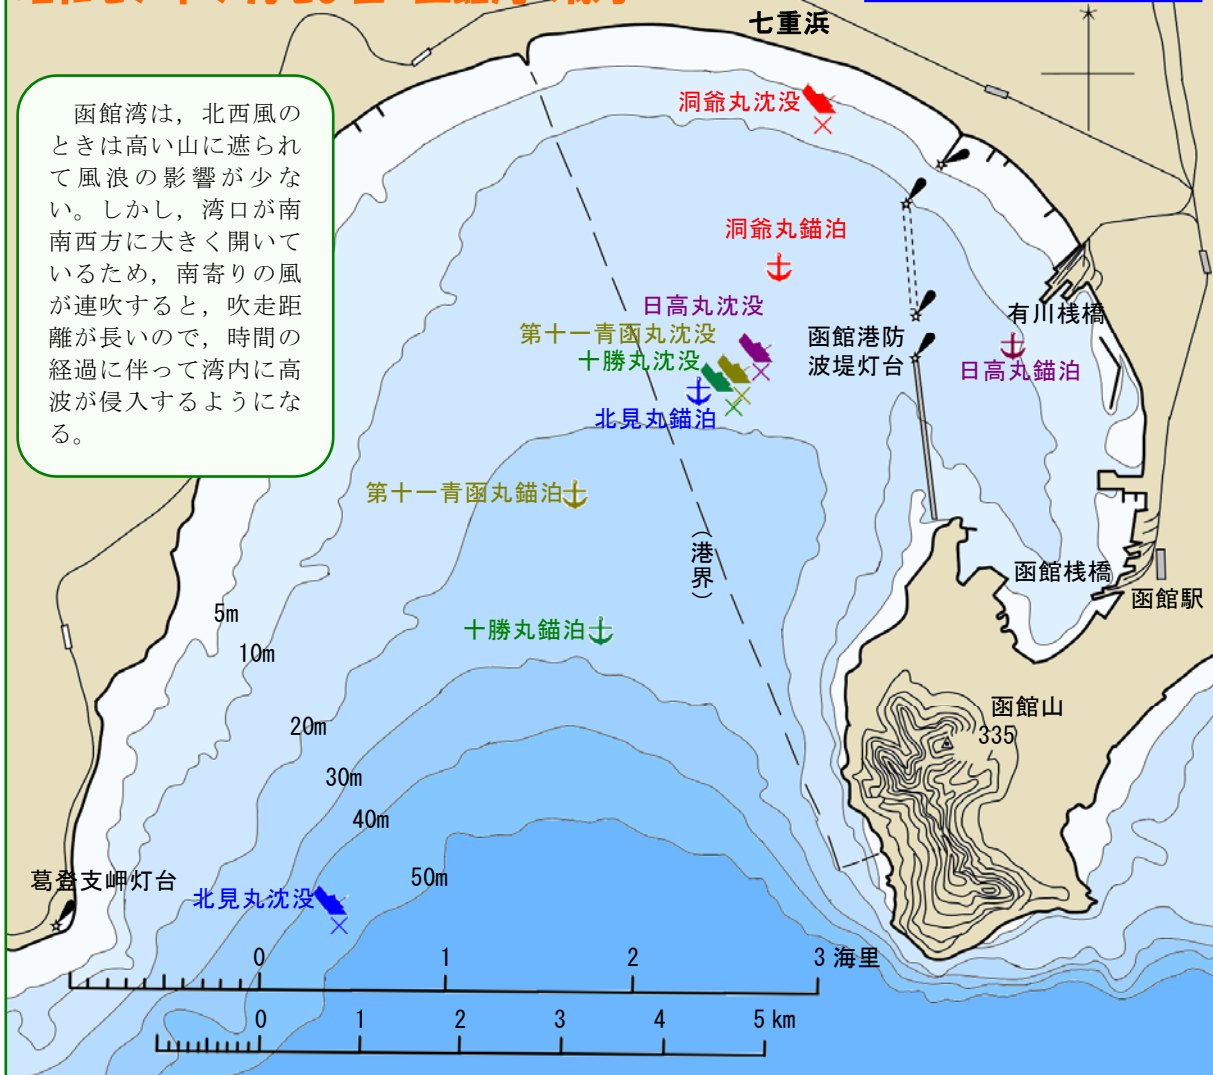 七重浜
函館湾は，北西風の
ときは高い山に遮られ
て風浪の影響が少な
い。しかし，湾口が南
南西方に大きく開いて
いるため，南寄りの風
が連吹すると，吹走距
離が長いので，時間の
経過に伴って湾内に高
波が侵入するようにな
る。
洞爺丸沈没
洞爺丸錨泊
日高丸沈没
第十一青函丸沈没
十勝丸沈没
北見丸錨泊
函館港防
波堤灯台
有川桟橋
日高丸錨泊
第十一青函丸錨泊
（港界）
函館桟橋
函館駅
十勝丸錨泊
5m
10m
20m
30m
40m
50m
函館山
335
葛登支岬灯台
北見丸沈没
0 1 2 3 海里
0 1 2 3 4 5 km